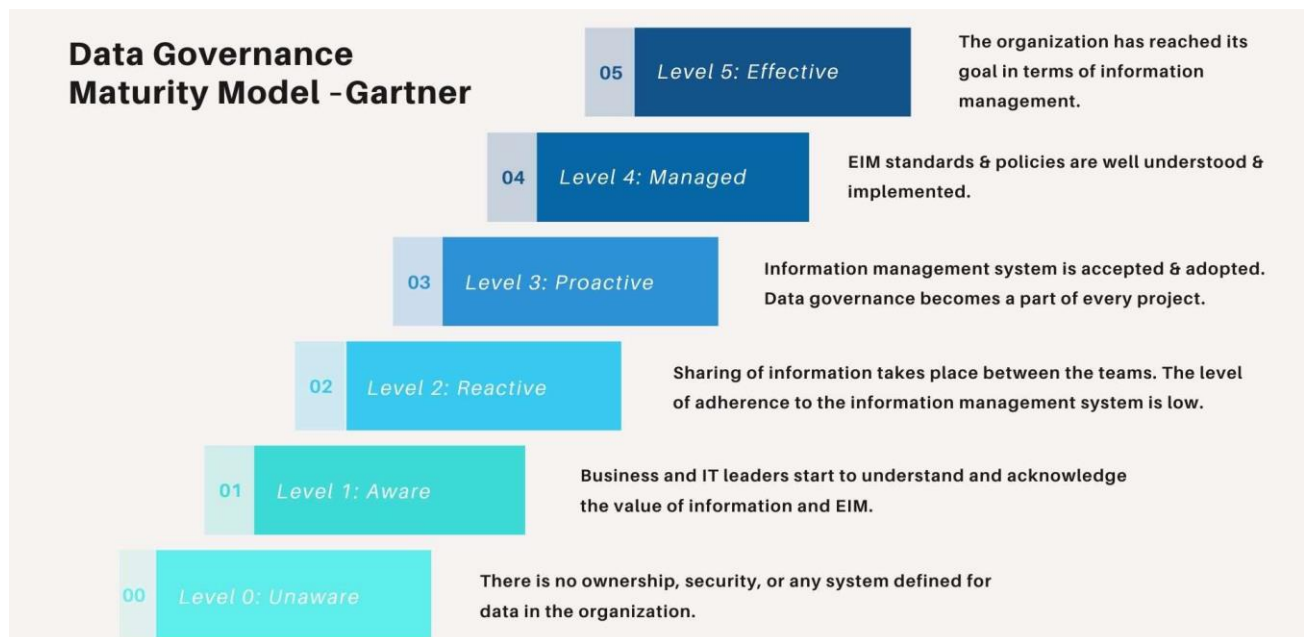 Data Governance
Maturity Model –Gartner
05
Level 5: Effective
The organization has reached its
goal in terms of information
management.
04
Level 4: Managed
EIM standards & policies are well understood &
implemented.
03
Level 3: Proactive
Information management system is accepted & adopted.
Data governance becomes a part of every project.
02
Level 2: Reactive
Sharing of information takes place between the teams. The level
of adherence to the information management system is low.
01
Level 1: Aware
Business and IT leaders start to understand and acknowledge
the value of information and EIM.
00
Level 0: Unaware
There is no ownership, security, or any system defined for
data in the organization.